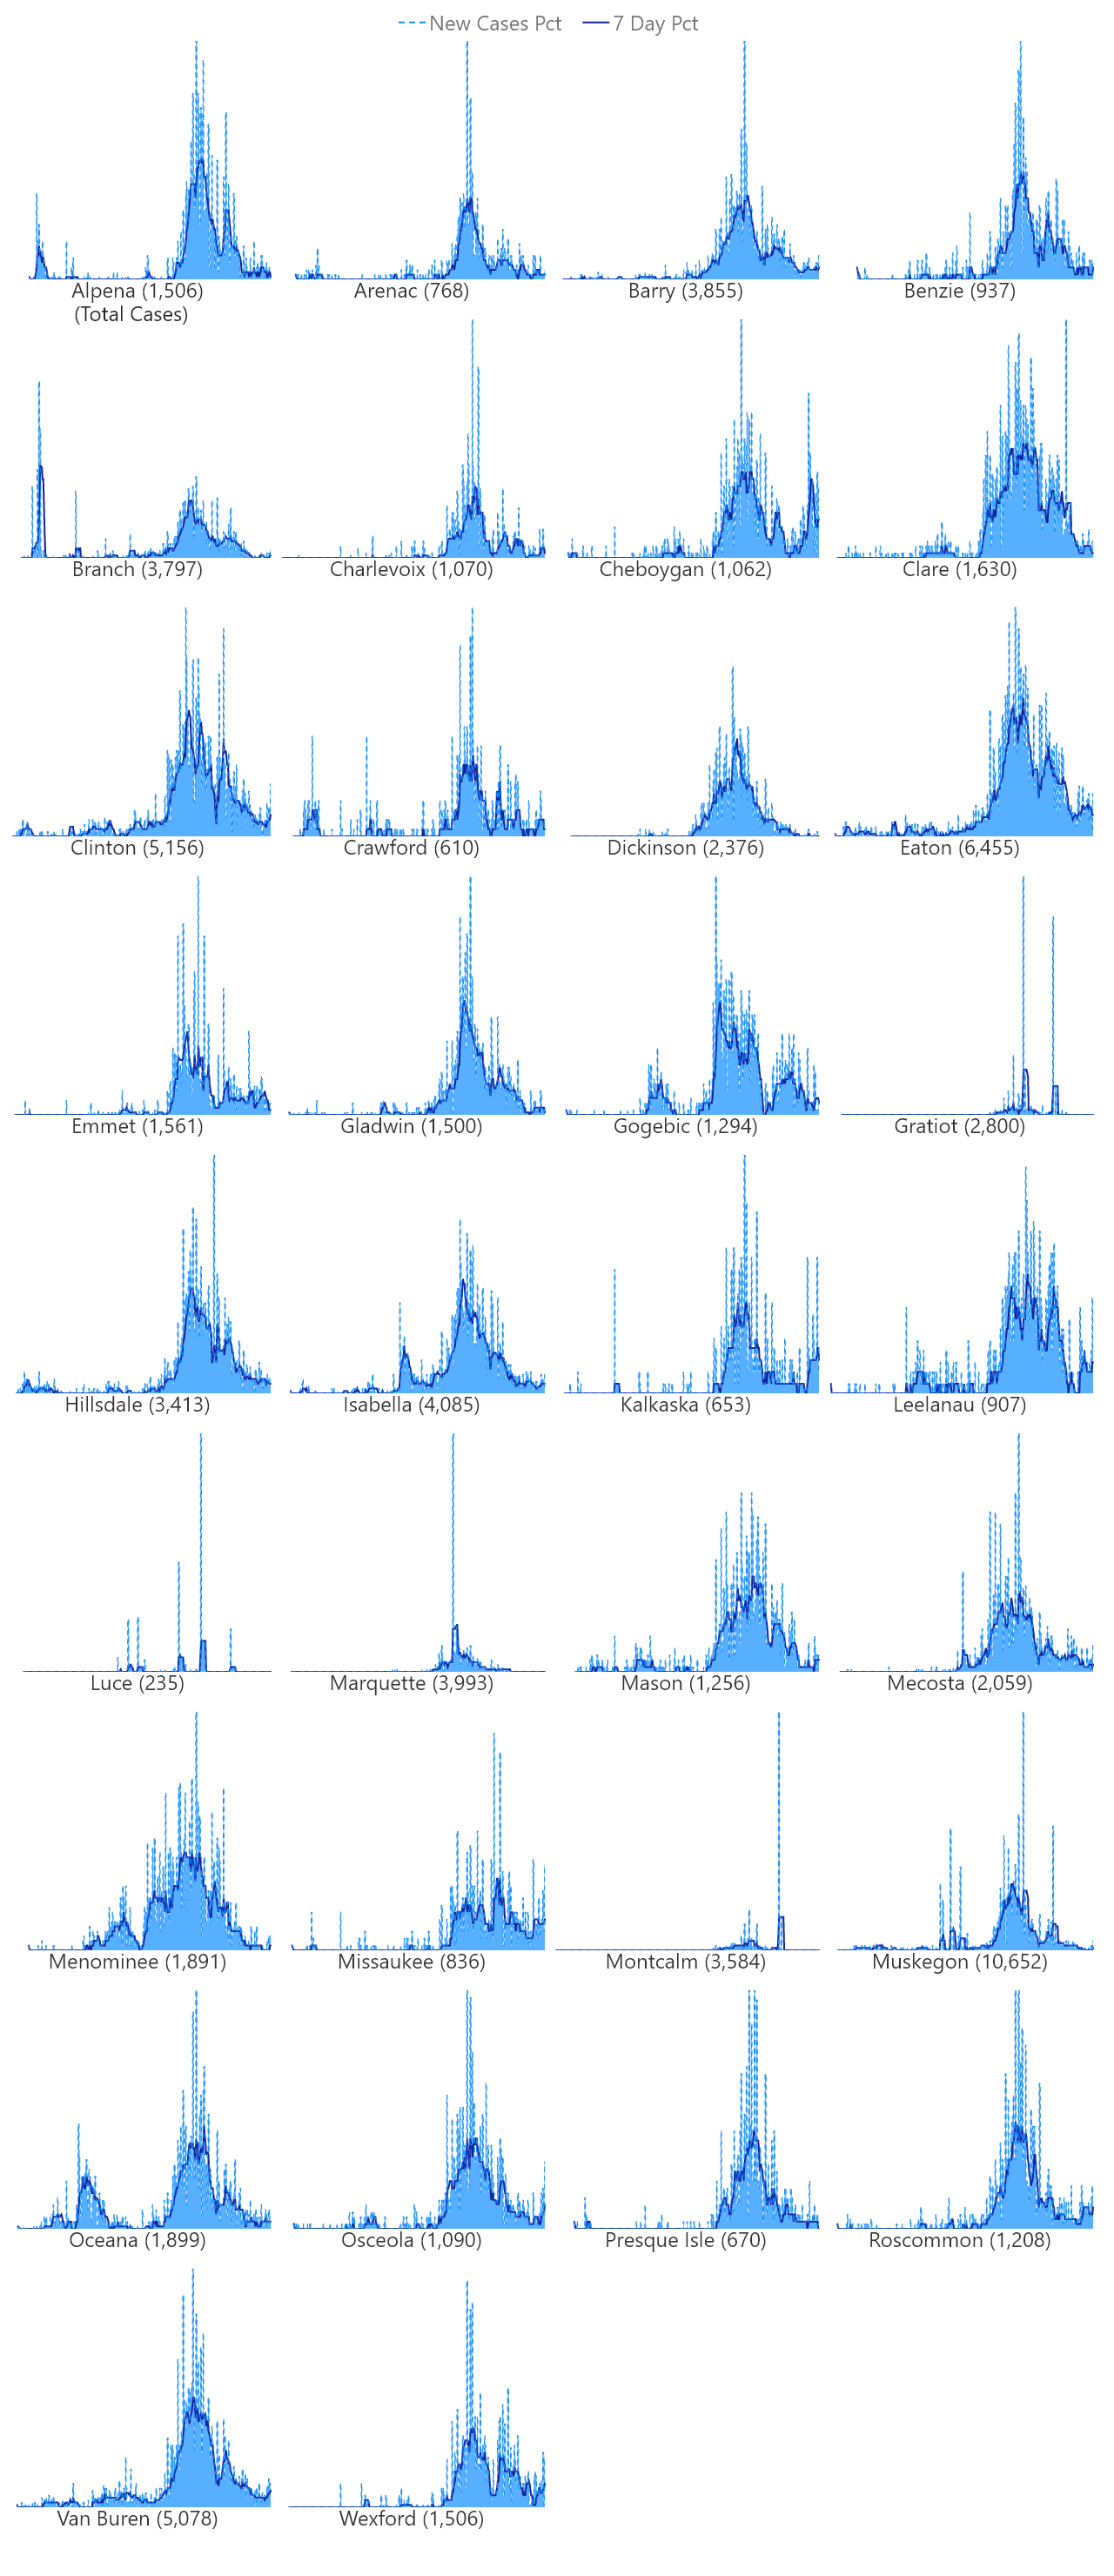 New Cases Pct 7 Day Pct
Alpena (1,506) Arenac (768) Barry (3,855) Benzie (937)
(Total Cases)
Branch (3,797) Charlevoix (1,070) Cheboygan (1,062) Clare (1,630)
Clinton (5,156) Crawford (610) Dickinson (2,376) Eaton (6,455)
Emmet (1,561) Gladwin (1,500) Gogebic (1,294) Gratiot (2,800)
Hillsdale (3,413) Isabella (4,085) Kalkaska (653) Leelanau (907)
Luce (235) Marquette (3,993) Mason (1,256) Mecosta (2,059)
Menominee (1,891) Missaukee (836) Montcalm (3,584) Muskegon (10,652)
Oceana (1,899) Osceola (1,090) Presque Isle (670) Roscommon (1,208)
Van Buren (5,078) Wexford (1,506)